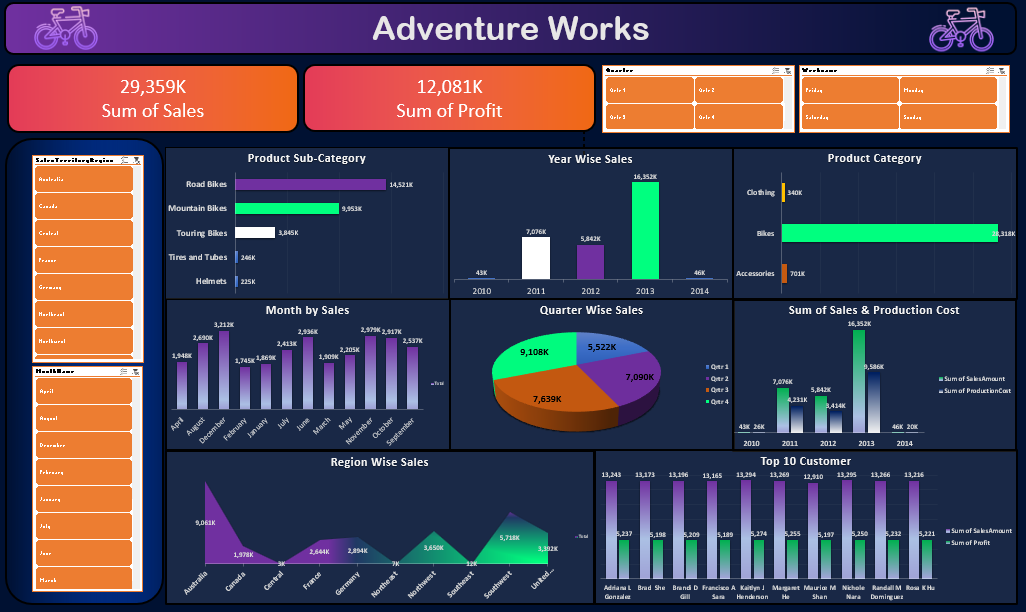 Adventure Works
29,359K
Sum of Sales
12,081K
Sum of Profit
Quarter
Qrtr 1
Qrtr 2
Qrtr 3
Qrtr 4
Weekname
Friday
Monday
Saturday
Sunday
SalesTerritoryRegion
Australia
Canada
Central
France
Germany
Northeast
Northwest
MonthName
April
August
December
February
January
July
June
March
Product Sub-Category
Road Bikes 14,521K
Mountain Bikes 9,953K
Touring Bikes 3,845K
Tires and Tubes 246K
Helmets 225K
Year Wise Sales
43K 7,076K 5,842K 16,352K 46K
2010 2011 2012 2013 2014
Product Category
Clothing 340K
Bikes 28,318K
Accessories 701K
Month by Sales
1,948K 2,690K 3,212K 1,745K 1,869K 2,413K 2,936K 1,909K 2,205K 2,979K 2,917K 2,537K
April August December February January July June March May November October September
Total
Quarter Wise Sales
9,108K 5,522K
7,090K
7,639K
Qrtr 1
Qrtr 2
Qrtr 3
Qrtr 4
Sum of Sales & Production Cost
43K 26K 7,076K 4,231K 5,842K 3,414K 16,352K 9,586K 46K 20K
2010 2011 2012 2013 2014
Sum of SalesAmount
Sum of ProductionCost
Region Wise Sales
9,061K 1,978K 3K 2,644K 2,894K 7K 3,650K 12K 5,718K 3,392K
Australia Canada Central France Germany Northeast Northwest Southeast Southwest United...
Total
Top 10 Customer
13,243 13,173 13,196 13,165 13,294 13,269 12,910 13,295 13,266 13,216
5,237 5,198 5,209 5,189 5,274 5,255 5,197 5,250 5,232 5,221
Adriana L Brad She Brandi D Francisco A Kaitlyn J Margaret Maurice M Nichole Randall M Rosa K Hu
Gonzalez Gill Sara Henderson He Shan Nara Dominguez
Sum of SalesAmount
Sum of Profit